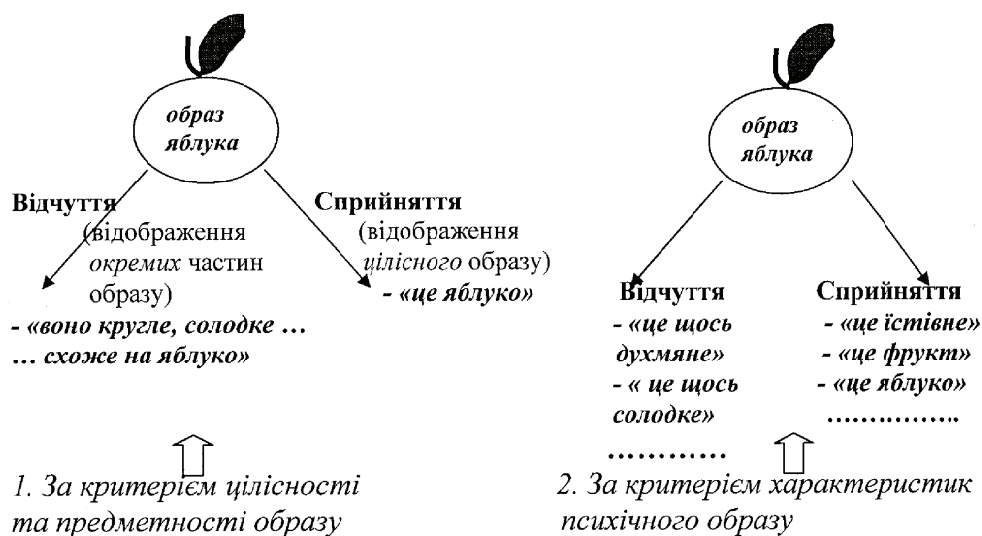 образ
яблука
Відчуття
(відображення
окремих частин
образу)
- «воно кругле, солодке ...
... схоже на яблуко»
Сприйняття
(відображення
цілісного образу)
- «це яблуко»
1. За критерієм цілісності
та предметності образу
образ
яблука
Відчуття
- «це щось
духмяне»
- « це щось
солодке»
.............
Сприйняття
- «це їстівне»
- «це фрукт»
- «це яблуко»
................
2. За критерієм характеристик
психічного образу